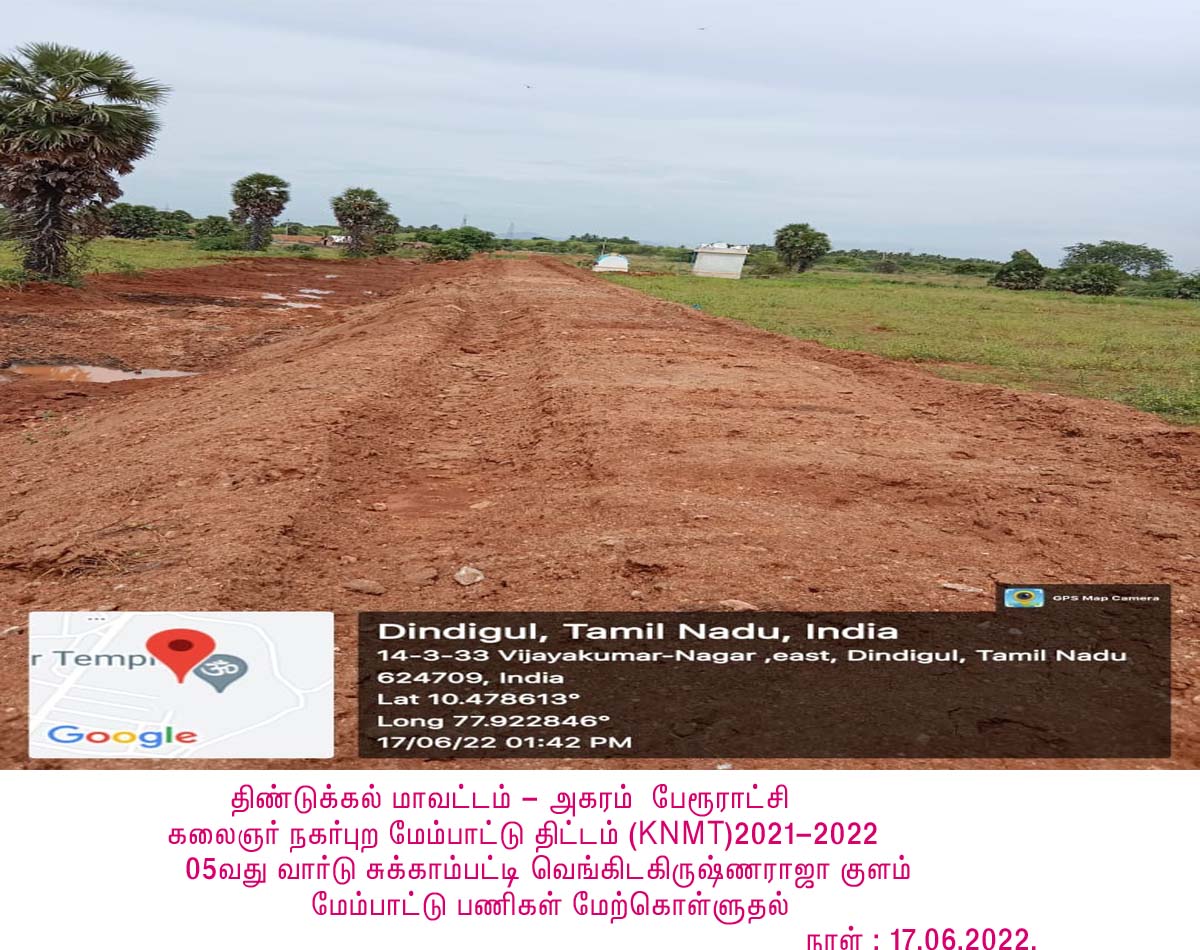 GPS Map Camera
r Templ
Google
Dindigul, Tamil Nadu, India
14-3-33 Vijayakumar-Nagar ,east, Dindigul, Tamil Nadu
624709, India
Lat 10.478613°
Long 77.922846°
17/06/22 01:42 PM
திண்டுக்கல் மாவட்டம் – அகரம் பேரூராட்சி
கலைஞர் நகர்புற மேம்பாட்டு திட்டம் (KNMT)2021–2022
05வது வார்டு சுக்காம்பட்டி வெங்கிடகிருஷ்ணராஜா குளம்
மேம்பாட்டு பணிகள் மேற்கொள்ளுதல்
நாள் : 17.06.2022.